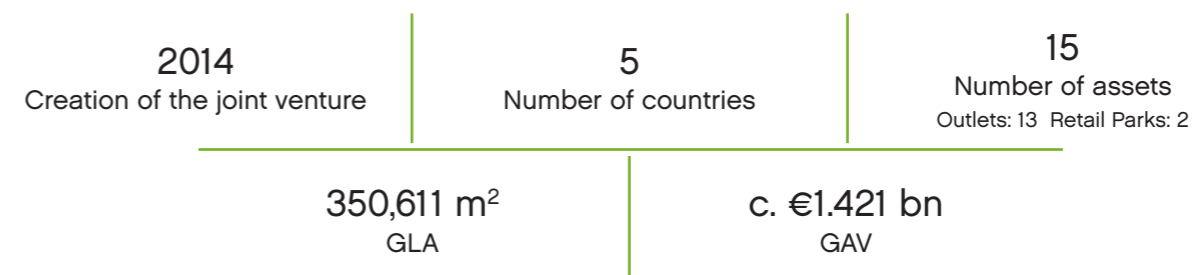 2014
Creation of the joint venture
5
Number of countries
15
Number of assets
Outlets: 13 Retail Parks: 2
350,611 m²
GLA
c. €1.421 bn
GAV